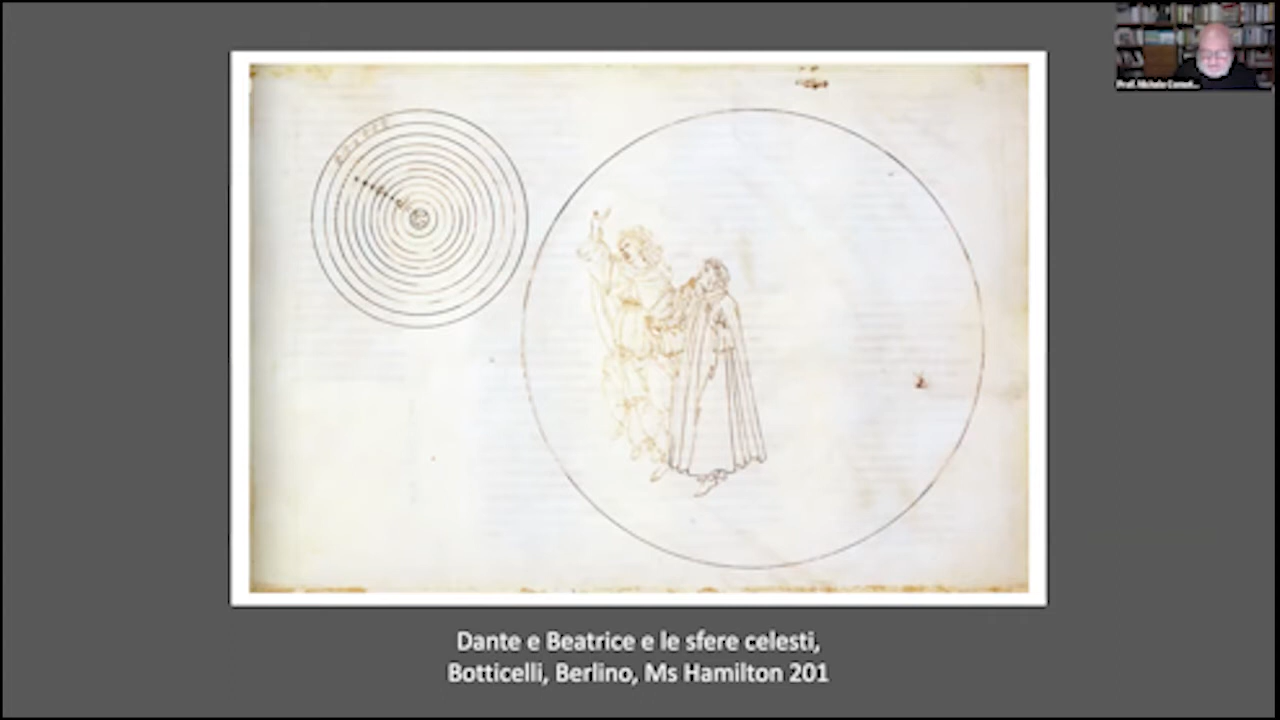 Dante e Beatrice e le sfere celesti,
Botticelli, Berlino, Ms Hamilton 201